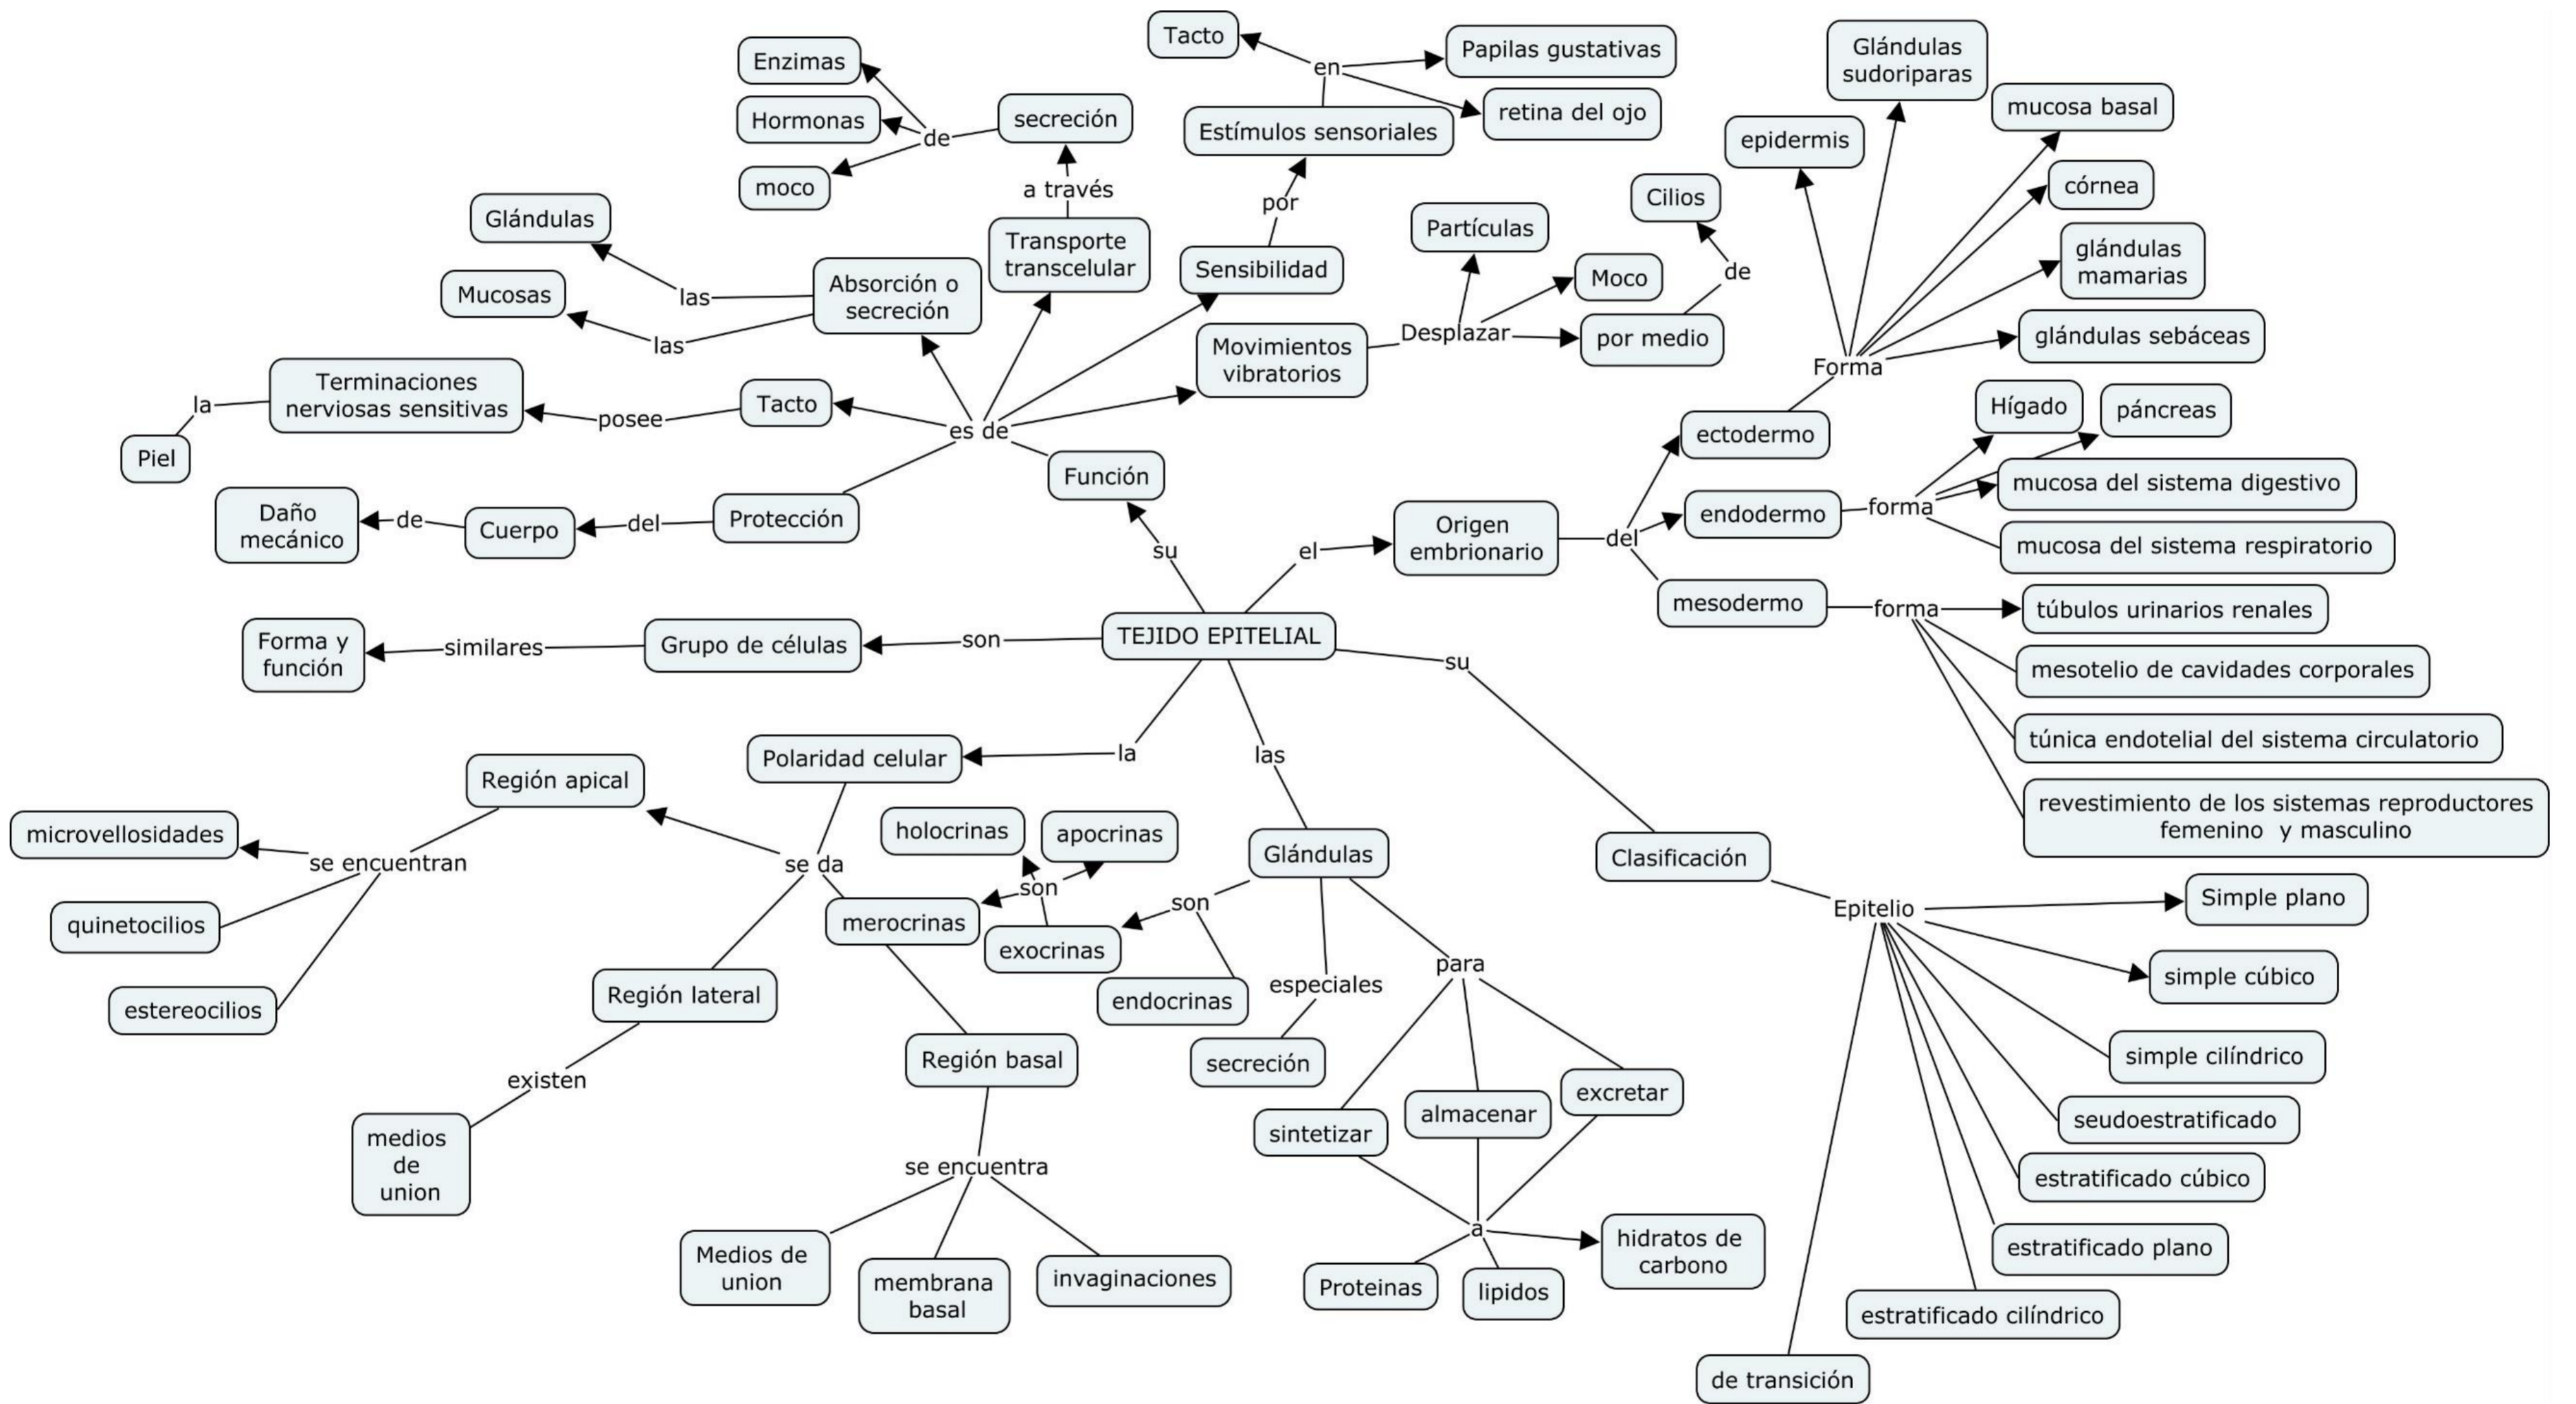 Tacto
en
Papilas gustativas
retina del ojo
Estímulos sensoriales
por
Sensibilidad
Enzimas
Hormonas
moco
de
secreción
a través
Transporte
transcelular
Glándulas
Mucosas
las
las
Absorción o
secreción
Terminaciones
nerviosas sensitivas
la
Piel
posee
Tacto
es de
Función
Daño
mecánico
de
Cuerpo
del
Protección
su
Movimientos
vibratorios
Desplazar
Partículas
Moco
por medio
de
Cilios
Glándulas
sudoriparas
epidermis
mucosa basal
córnea
glándulas
mamarias
glándulas sebáceas
Forma
ectodermo
Hígado
páncreas
mucosa del sistema digestivo
mucosa del sistema respiratorio
forma
endodermo
el
Origen
embrionario
del
mesodermo
forma
túbulos urinarios renales
mesotelio de cavidades corporales
túnica endotelial del sistema circulatorio
revestimiento de los sistemas reproductores
femenino y masculino
TEJIDO EPITELIAL
son
Grupo de células
similares
Forma y
función
su
la
Polaridad celular
las
Región apical
microvellosidades
se encuentran
quinetocilios
estereocilios
se da
holocrinas
apocrinas
son
merocrinas
exocrinas
son
endocrinas
Glándulas
especiales
secreción
para
Región lateral
existen
medios
de
union
Región basal
se encuentra
Medios de
union
membrana
basal
invaginaciones
sintetizar
almacenar
excretar
a
Proteinas
lipidos
hidratos de
carbono
Clasificación
Epitelio
Simple plano
simple cúbico
simple cilíndrico
seudoestratificado
estratificado cúbico
estratificado plano
estratificado cilíndrico
de transición